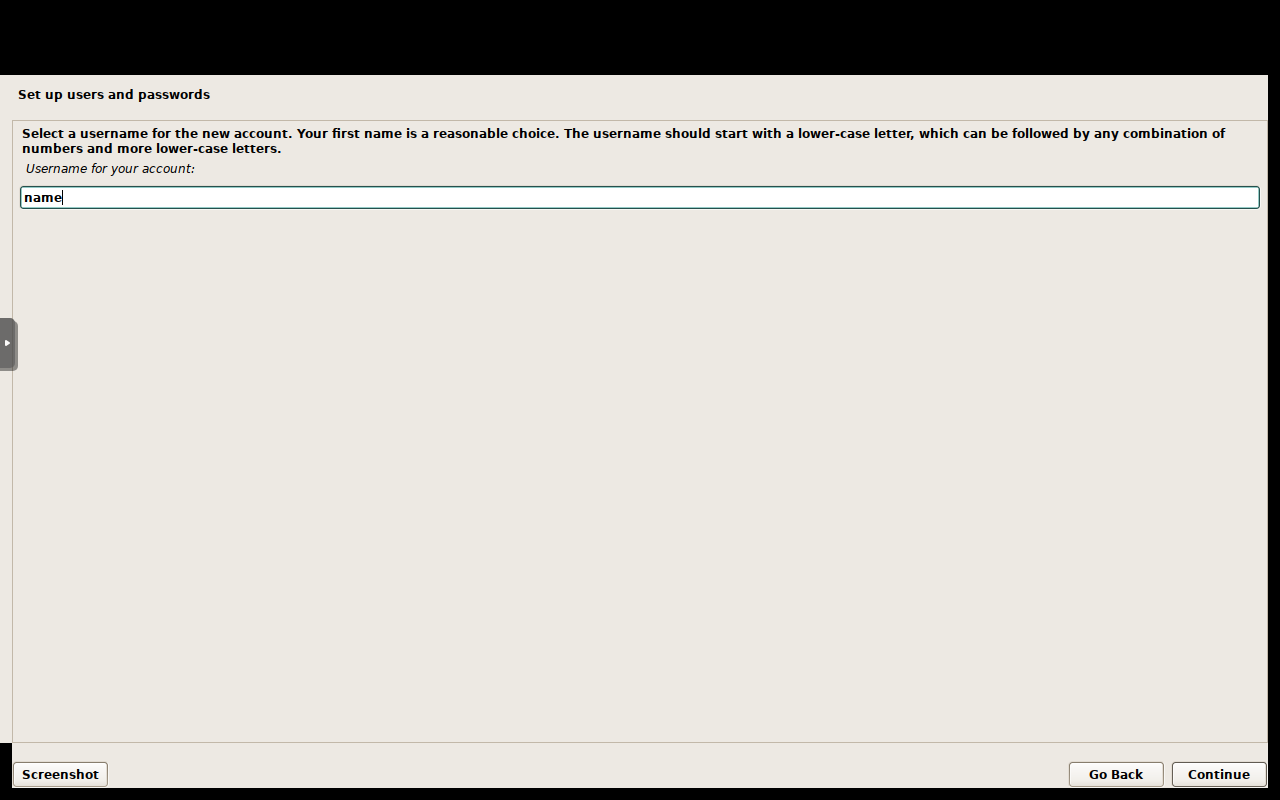 Set up users and passwords
Select a username for the new account. Your first name is a reasonable choice. The username should start with a lower-case letter, which can be followed by any combination of
numbers and more lower-case letters.
Username for your account:
name
Screenshot
Go Back
Continue